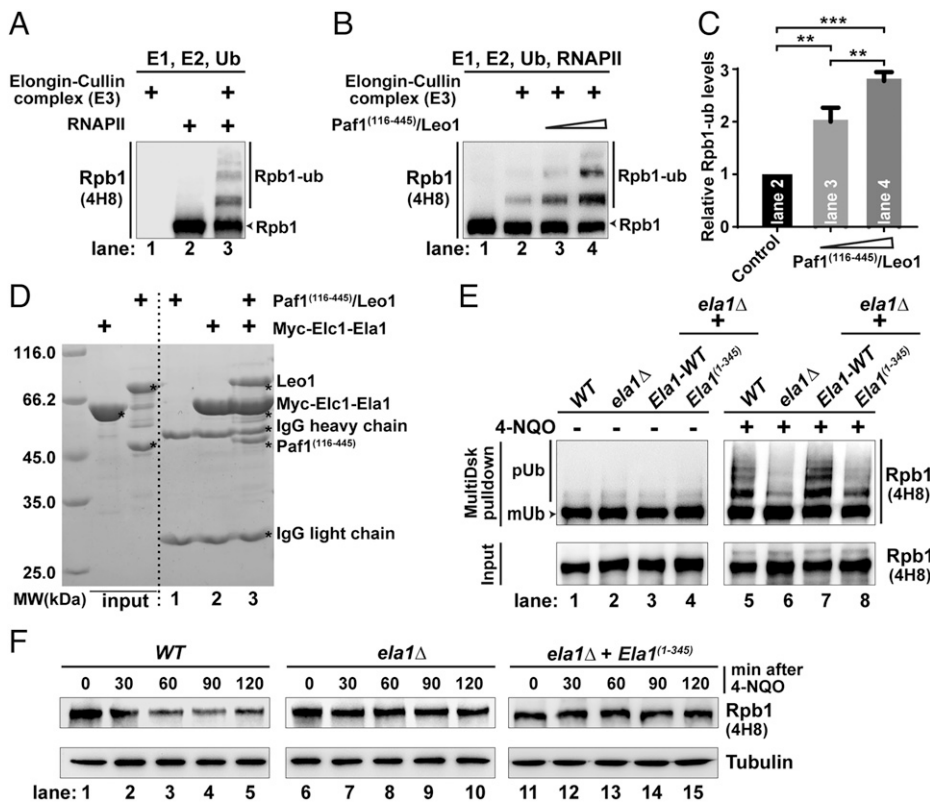 A
E1, E2, Ub
Elongin-Cullin complex (E3) + +
RNAPII + +
Rpb1 (4H8)
Rpb1-ub
Rpb1
lane: 1 2 3
B
E1, E2, Ub, RNAPII
Elongin-Cullin complex (E3) + + +
Paf1(116-445)/Leo1
Rpb1 (4H8)
Rpb1-ub
Rpb1
lane: 1 2 3 4
C
Relative Rpb1-ub levels
3
2
1
0
***
** **
lane 2 lane 3 lane 4
Control
Paf1(116-445)/Leo1
D
+ + + Paf1(116-445)/Leo1
+ + + Myc-Elc1-Ela1
116.0
66.2
45.0
35.0
25.0
* Leo1
* Myc-Elc1-Ela1
* IgG heavy chain
* Paf1(116-445)
* IgG light chain
MW(kDa) input 1 2 3
E
ela1Δ + ela1Δ +
WT ela1Δ Ela1-WT Ela1(1-345) WT ela1Δ Ela1-WT Ela1(1-345)
4-NQO - - - - + + + +
MultiDsk pulldown
pUb
mUb
Rpb1 (4H8)
Input
Rpb1 (4H8)
lane: 1 2 3 4 5 6 7 8
F
WT ela1Δ ela1Δ + Ela1(1-345)
0 30 60 90 120 0 30 60 90 120 0 30 60 90 120 min after 4-NQO
Rpb1 (4H8)
Tubulin
lane: 1 2 3 4 5 6 7 8 9 10 11 12 13 14 15